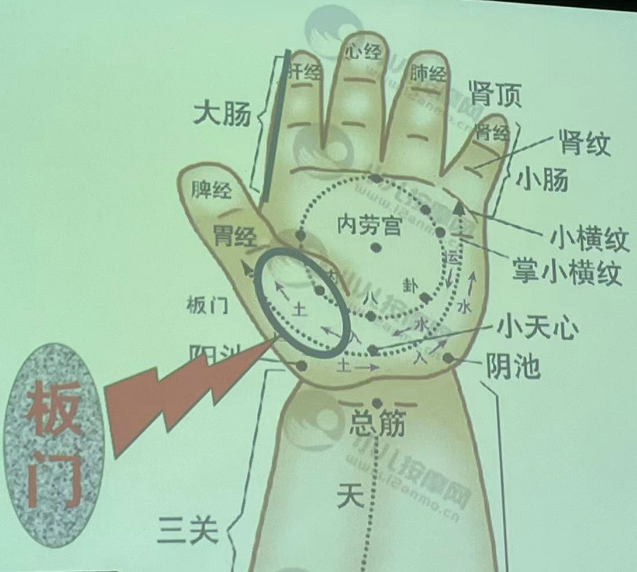 心经
肝经
肺经
肾顶
大肠
肾经
肾纹
小肠
脾经
内劳宫
胃经
小横纹
掌小横纹
运
内
八
卦
板门
土
水
水
入
入
小天心
阳池
土
阴池
板门
总筋
天
三关
小儿按摩网
www.i2anmo.cn